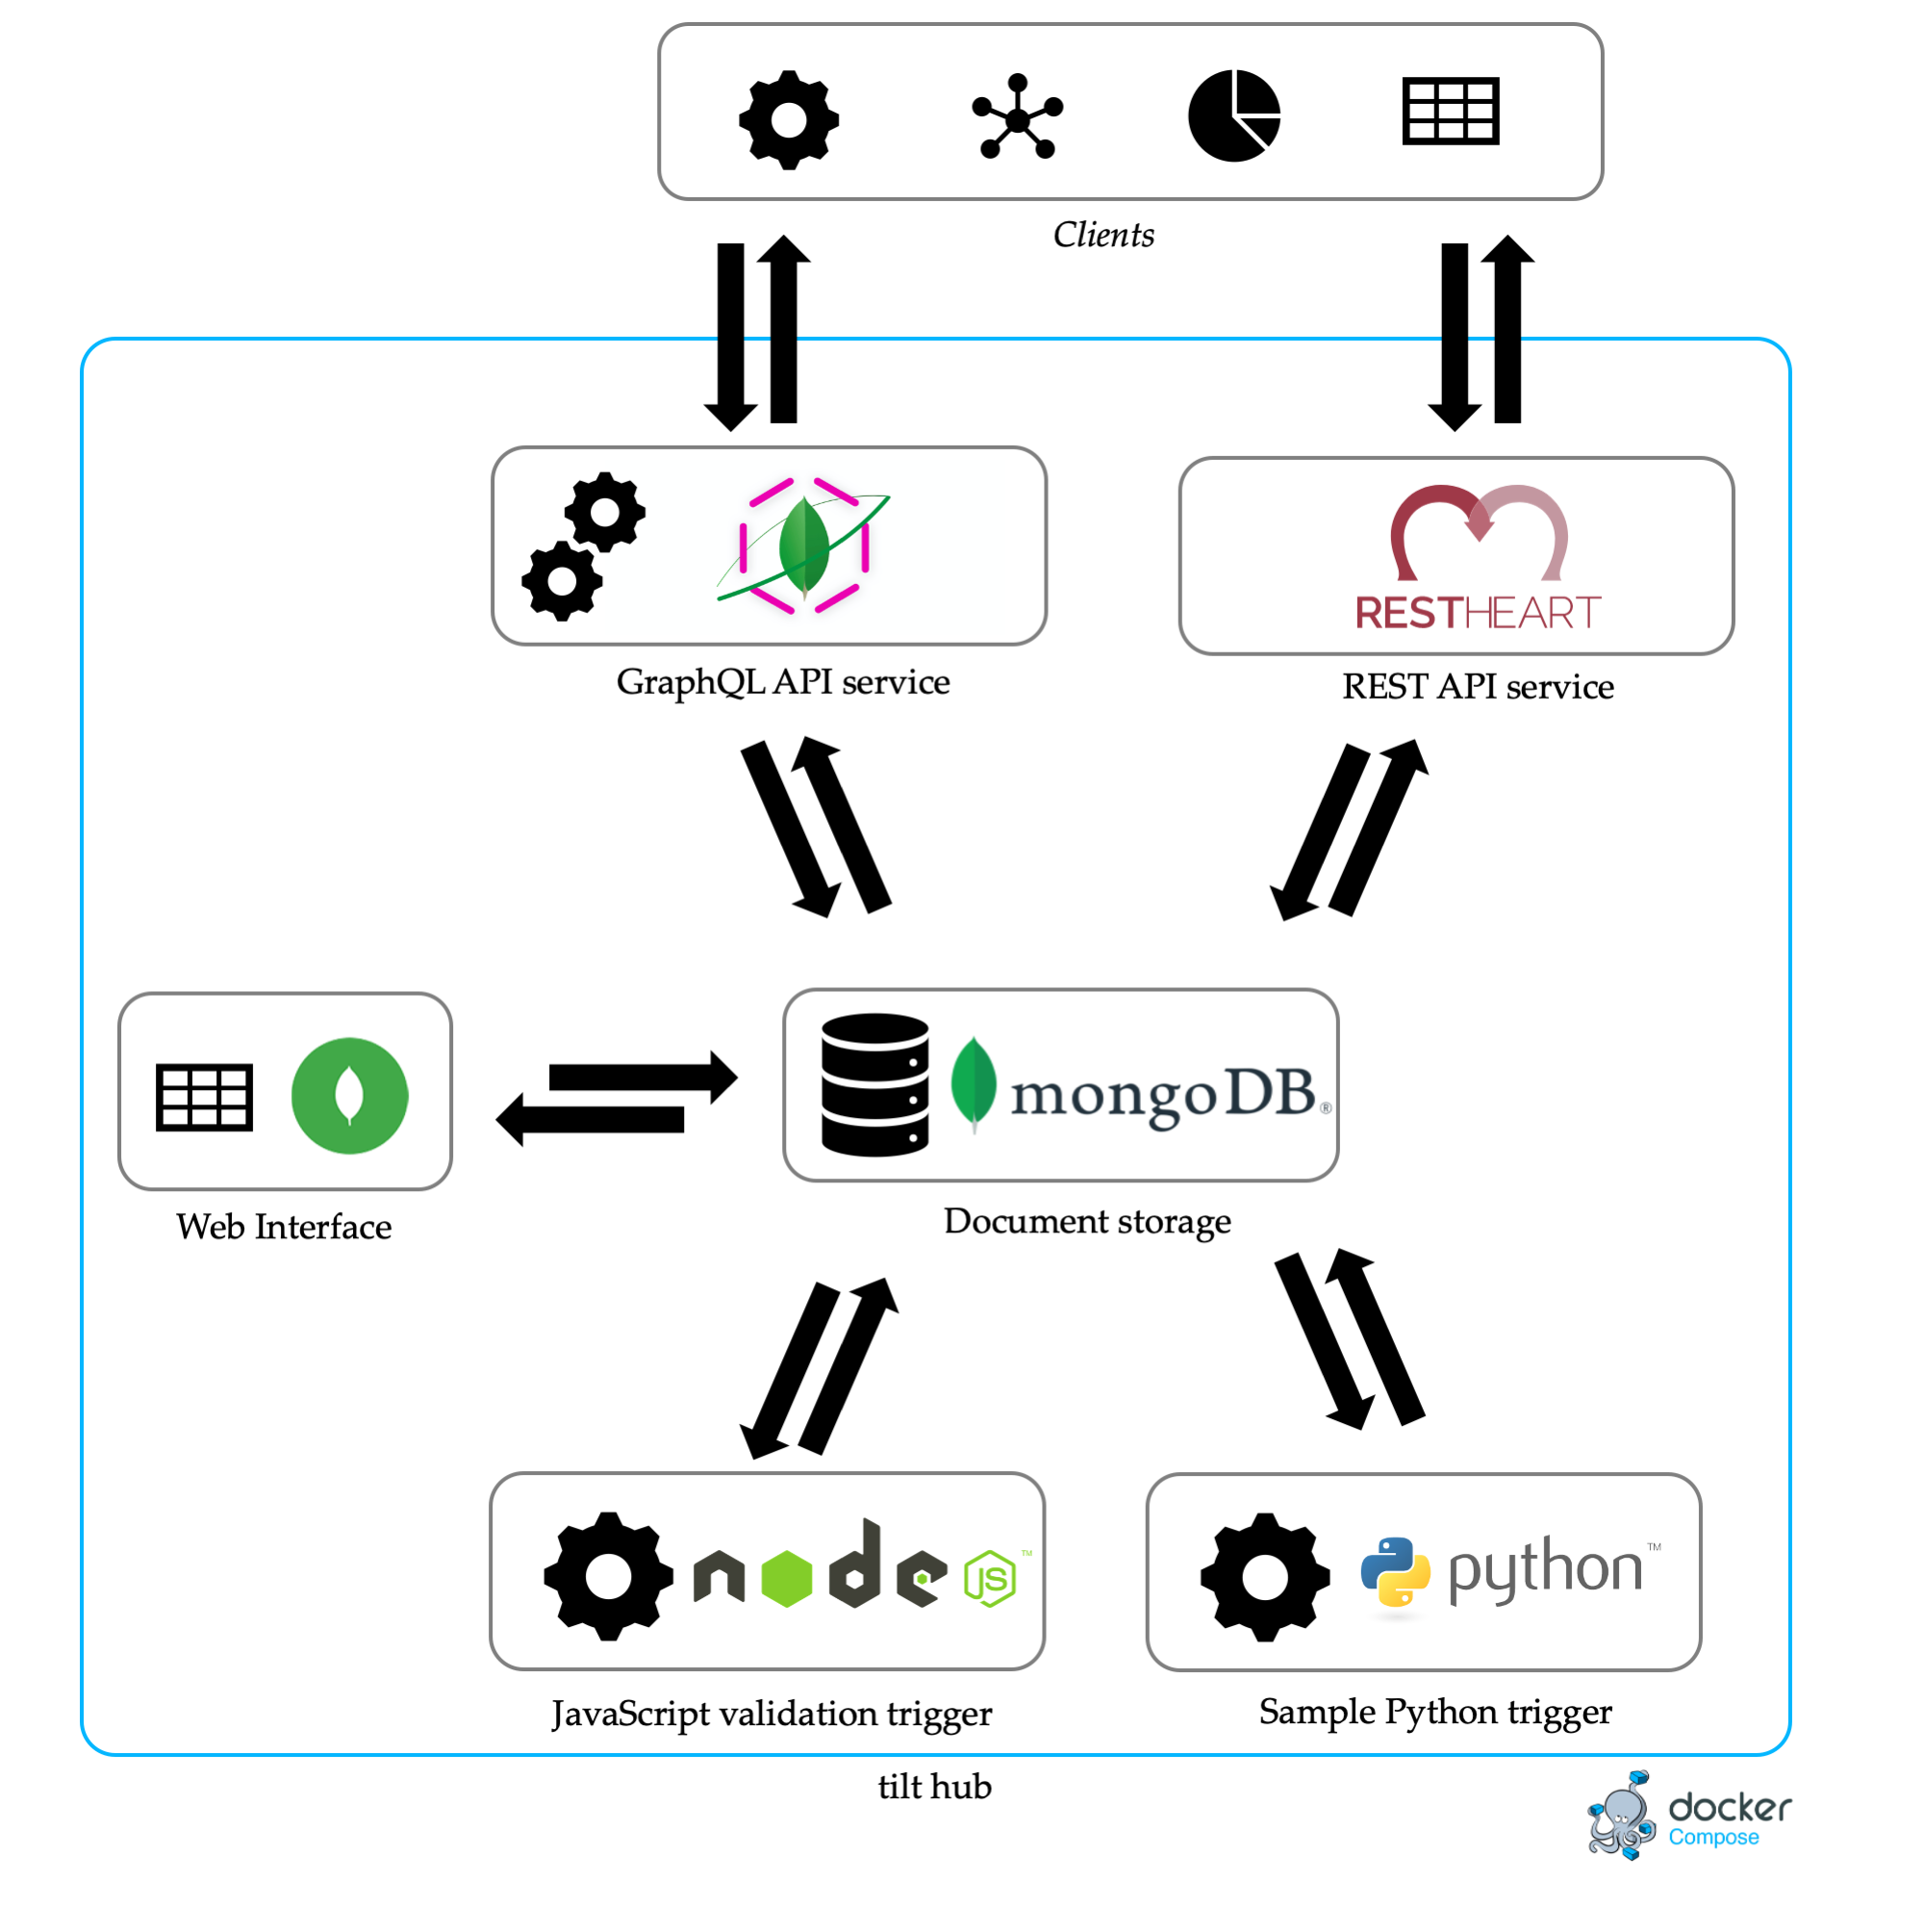 Clients
RESTHEART
GraphQL API service
REST API service
mongoDB®
Web Interface
Document storage
node JS™
python™
JavaScript validation trigger
Sample Python trigger
tilt hub
docker
Compose